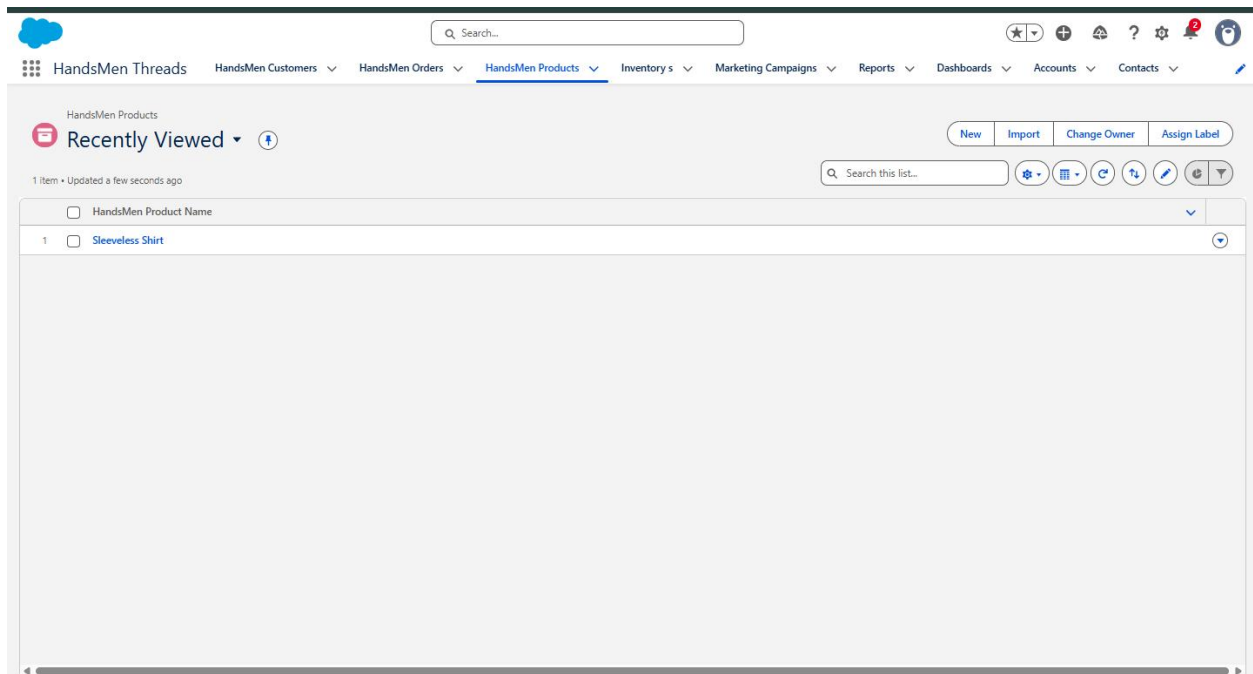 Search...
2
HandsMen Threads HandsMen Customers HandsMen Orders HandsMen Products Inventory s Marketing Campaigns Reports Dashboards Accounts Contacts
HandsMen Products
Recently Viewed
New Import Change Owner Assign Label
1 item • Updated a few seconds ago
Search this list...
HandsMen Product Name
1 Sleeveless Shirt